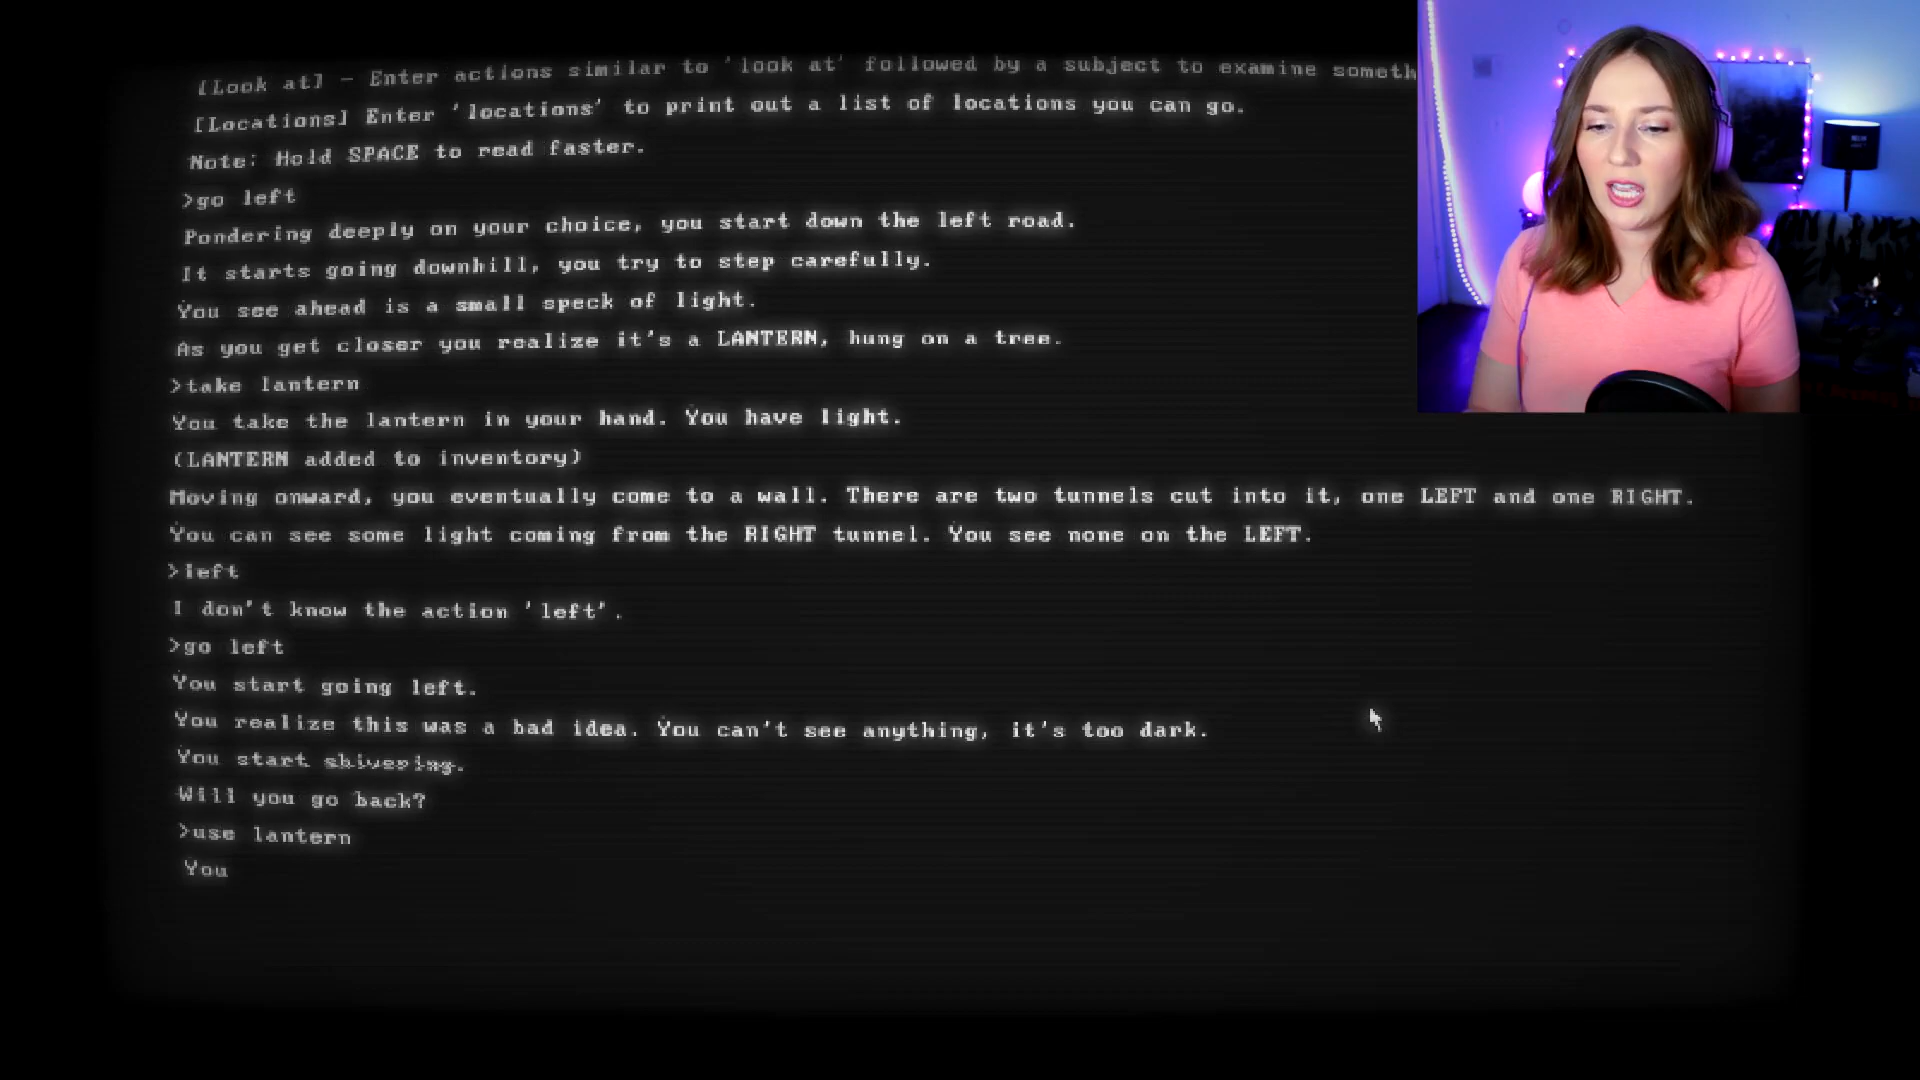 [Look at] - Enter actions similar to 'look at' followed by a subject to examine someth
[Locations] Enter 'locations' to print out a list of locations you can go.
Note: Hold SPACE to read faster.
>go left
Pondering deeply on your choice, you start down the left road.
It starts going downhill, you try to step carefully.
You see ahead is a small speck of light.
As you get closer you realize it's a LANTERN, hung on a tree.
>take lantern
You take the lantern in your hand. You have light.
(LANTERN added to inventory)
Moving onward, you eventually come to a wall. There are two tunnels cut into it, one LEFT and one RIGHT.
You can see some light coming from the RIGHT tunnel. You see none on the LEFT.
>left
I don't know the action 'left'.
>go left
You start going left.
You realize this was a bad idea. You can't see anything, it's too dark.
You start shivering.
Will you go back?
>use lantern
You